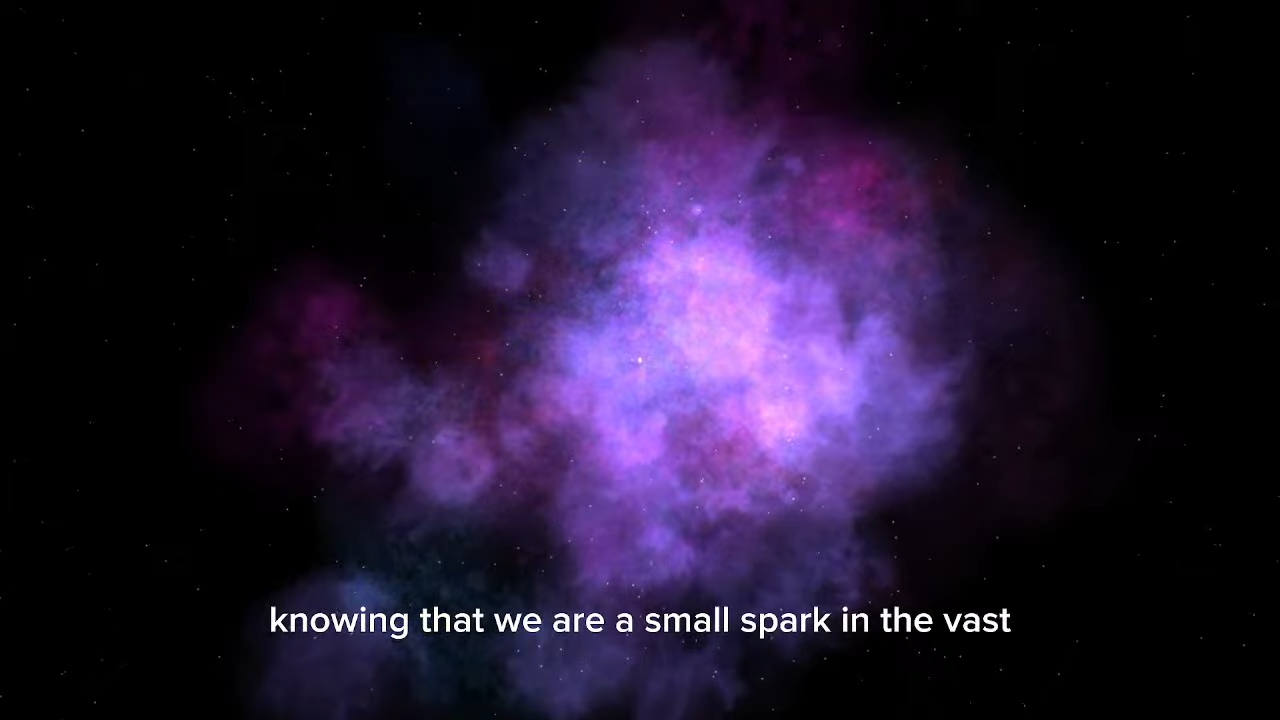 knowing that we are a small spark in the vast